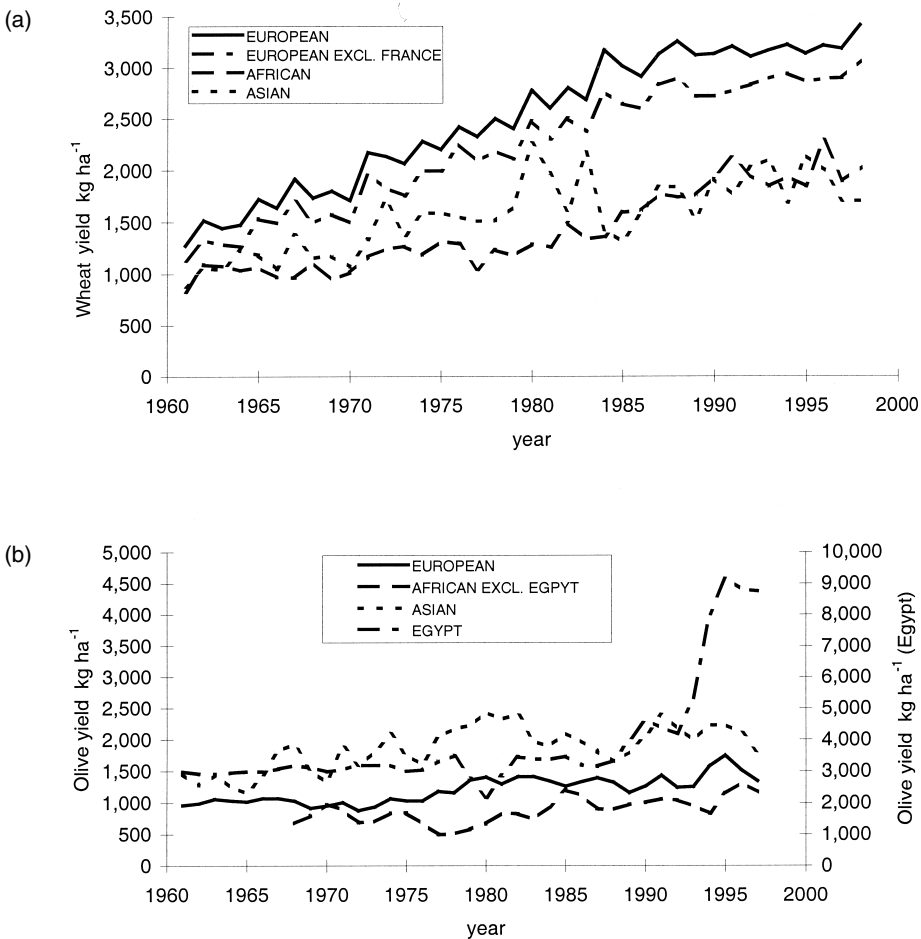 (a)
3,500
3,000
2,500
2,000
1,500
1,000
500
0
Wheat yield kg ha-1
EUROPEAN
EUROPEAN EXCL. FRANCE
AFRICAN
ASIAN
1960 1965 1970 1975 1980 1985 1990 1995 2000
year
(b)
5,000
4,500
4,000
3,500
3,000
2,500
2,000
1,500
1,000
500
0
Olive yield kg ha-1
EUROPEAN
AFRICAN EXCL. EGPYT
ASIAN
EGYPT
10,000
9,000
8,000
7,000
6,000
5,000
4,000
3,000
2,000
1,000
0
Olive yield kg ha-1 (Egypt)
1960 1965 1970 1975 1980 1985 1990 1995 2000
year